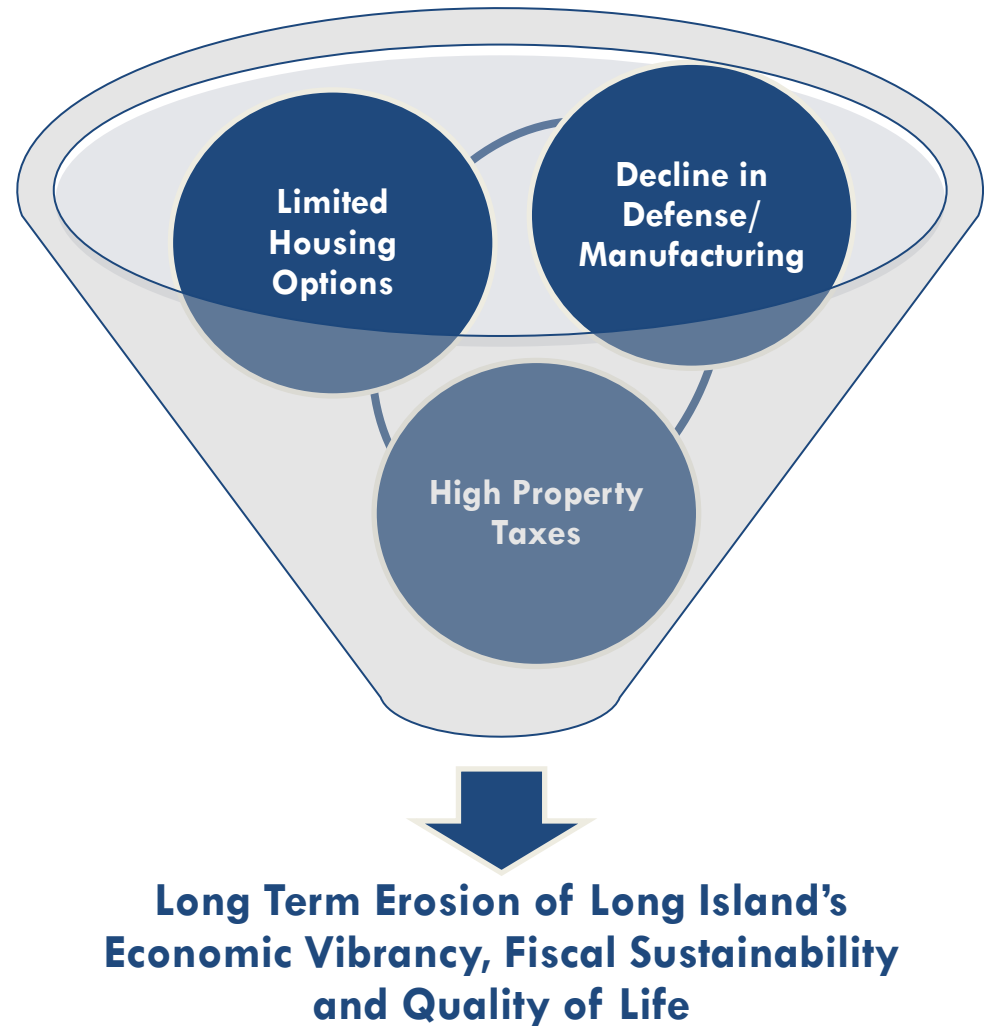 Limited
Housing
Options
Decline in
Defense/
Manufacturing
High Property
Taxes
Long Term Erosion of Long Island’s
Economic Vibrancy, Fiscal Sustainability
and Quality of Life